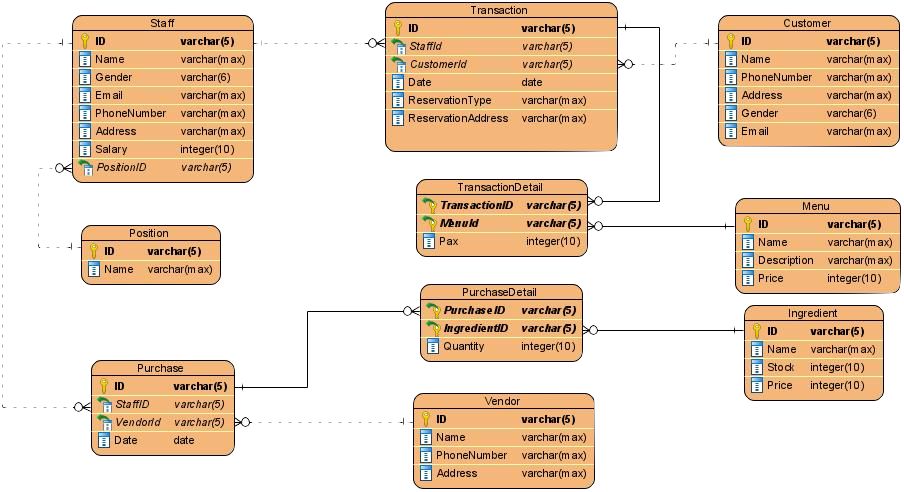 Staff
ID varchar(5)
Name varchar(max)
Gender varchar(6)
Email varchar(max)
PhoneNumber varchar(max)
Address varchar(max)
Salary integer(10)
PositionID varchar(5)
Transaction
ID varchar(5)
StaffId varchar(5)
CustomerId varchar(5)
Date date
ReservationType varchar(max)
ReservationAddress varchar(max)
Customer
ID varchar(5)
Name varchar(max)
PhoneNumber varchar(max)
Address varchar(max)
Gender varchar(6)
Email varchar(max)
TransactionDetail
TransactionID varchar(5)
MenuId varchar(5)
Pax integer(10)
Menu
ID varchar(5)
Name varchar(max)
Description varchar(max)
Price integer(10)
Position
ID varchar(5)
Name varchar(max)
PurchaseDetail
PurchaseID varchar(5)
IngredientID varchar(5)
Quantity integer(10)
Ingredient
ID varchar(5)
Name varchar(max)
Stock integer(10)
Price integer(10)
Purchase
ID varchar(5)
StaffID varchar(5)
VendorId varchar(5)
Date date
Vendor
ID varchar(5)
Name varchar(max)
PhoneNumber varchar(max)
Address varchar(max)